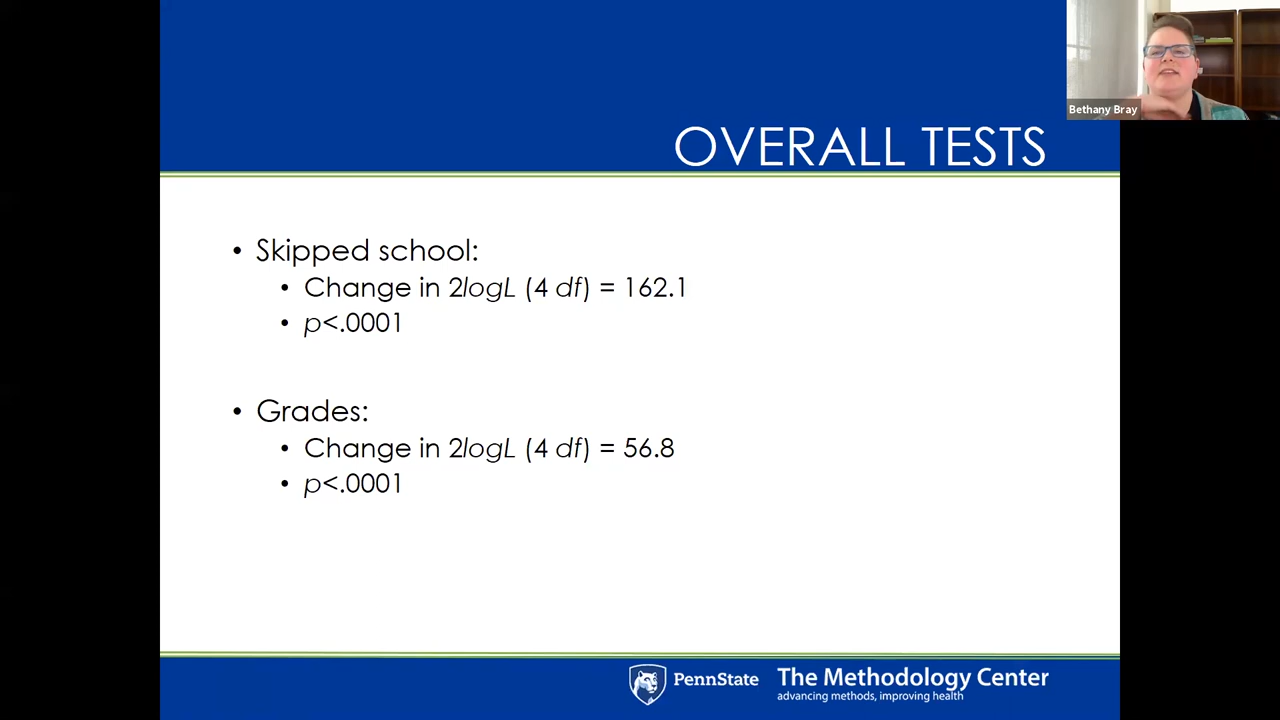 Bethany Bray
OVERALL TESTS
• Skipped school:
• Change in 2logL (4 df) = 162.1
• p<.0001
• Grades:
• Change in 2logL (4 df) = 56.8
• p<.0001
PennState
The Methodology Center
advancing methods, improving health